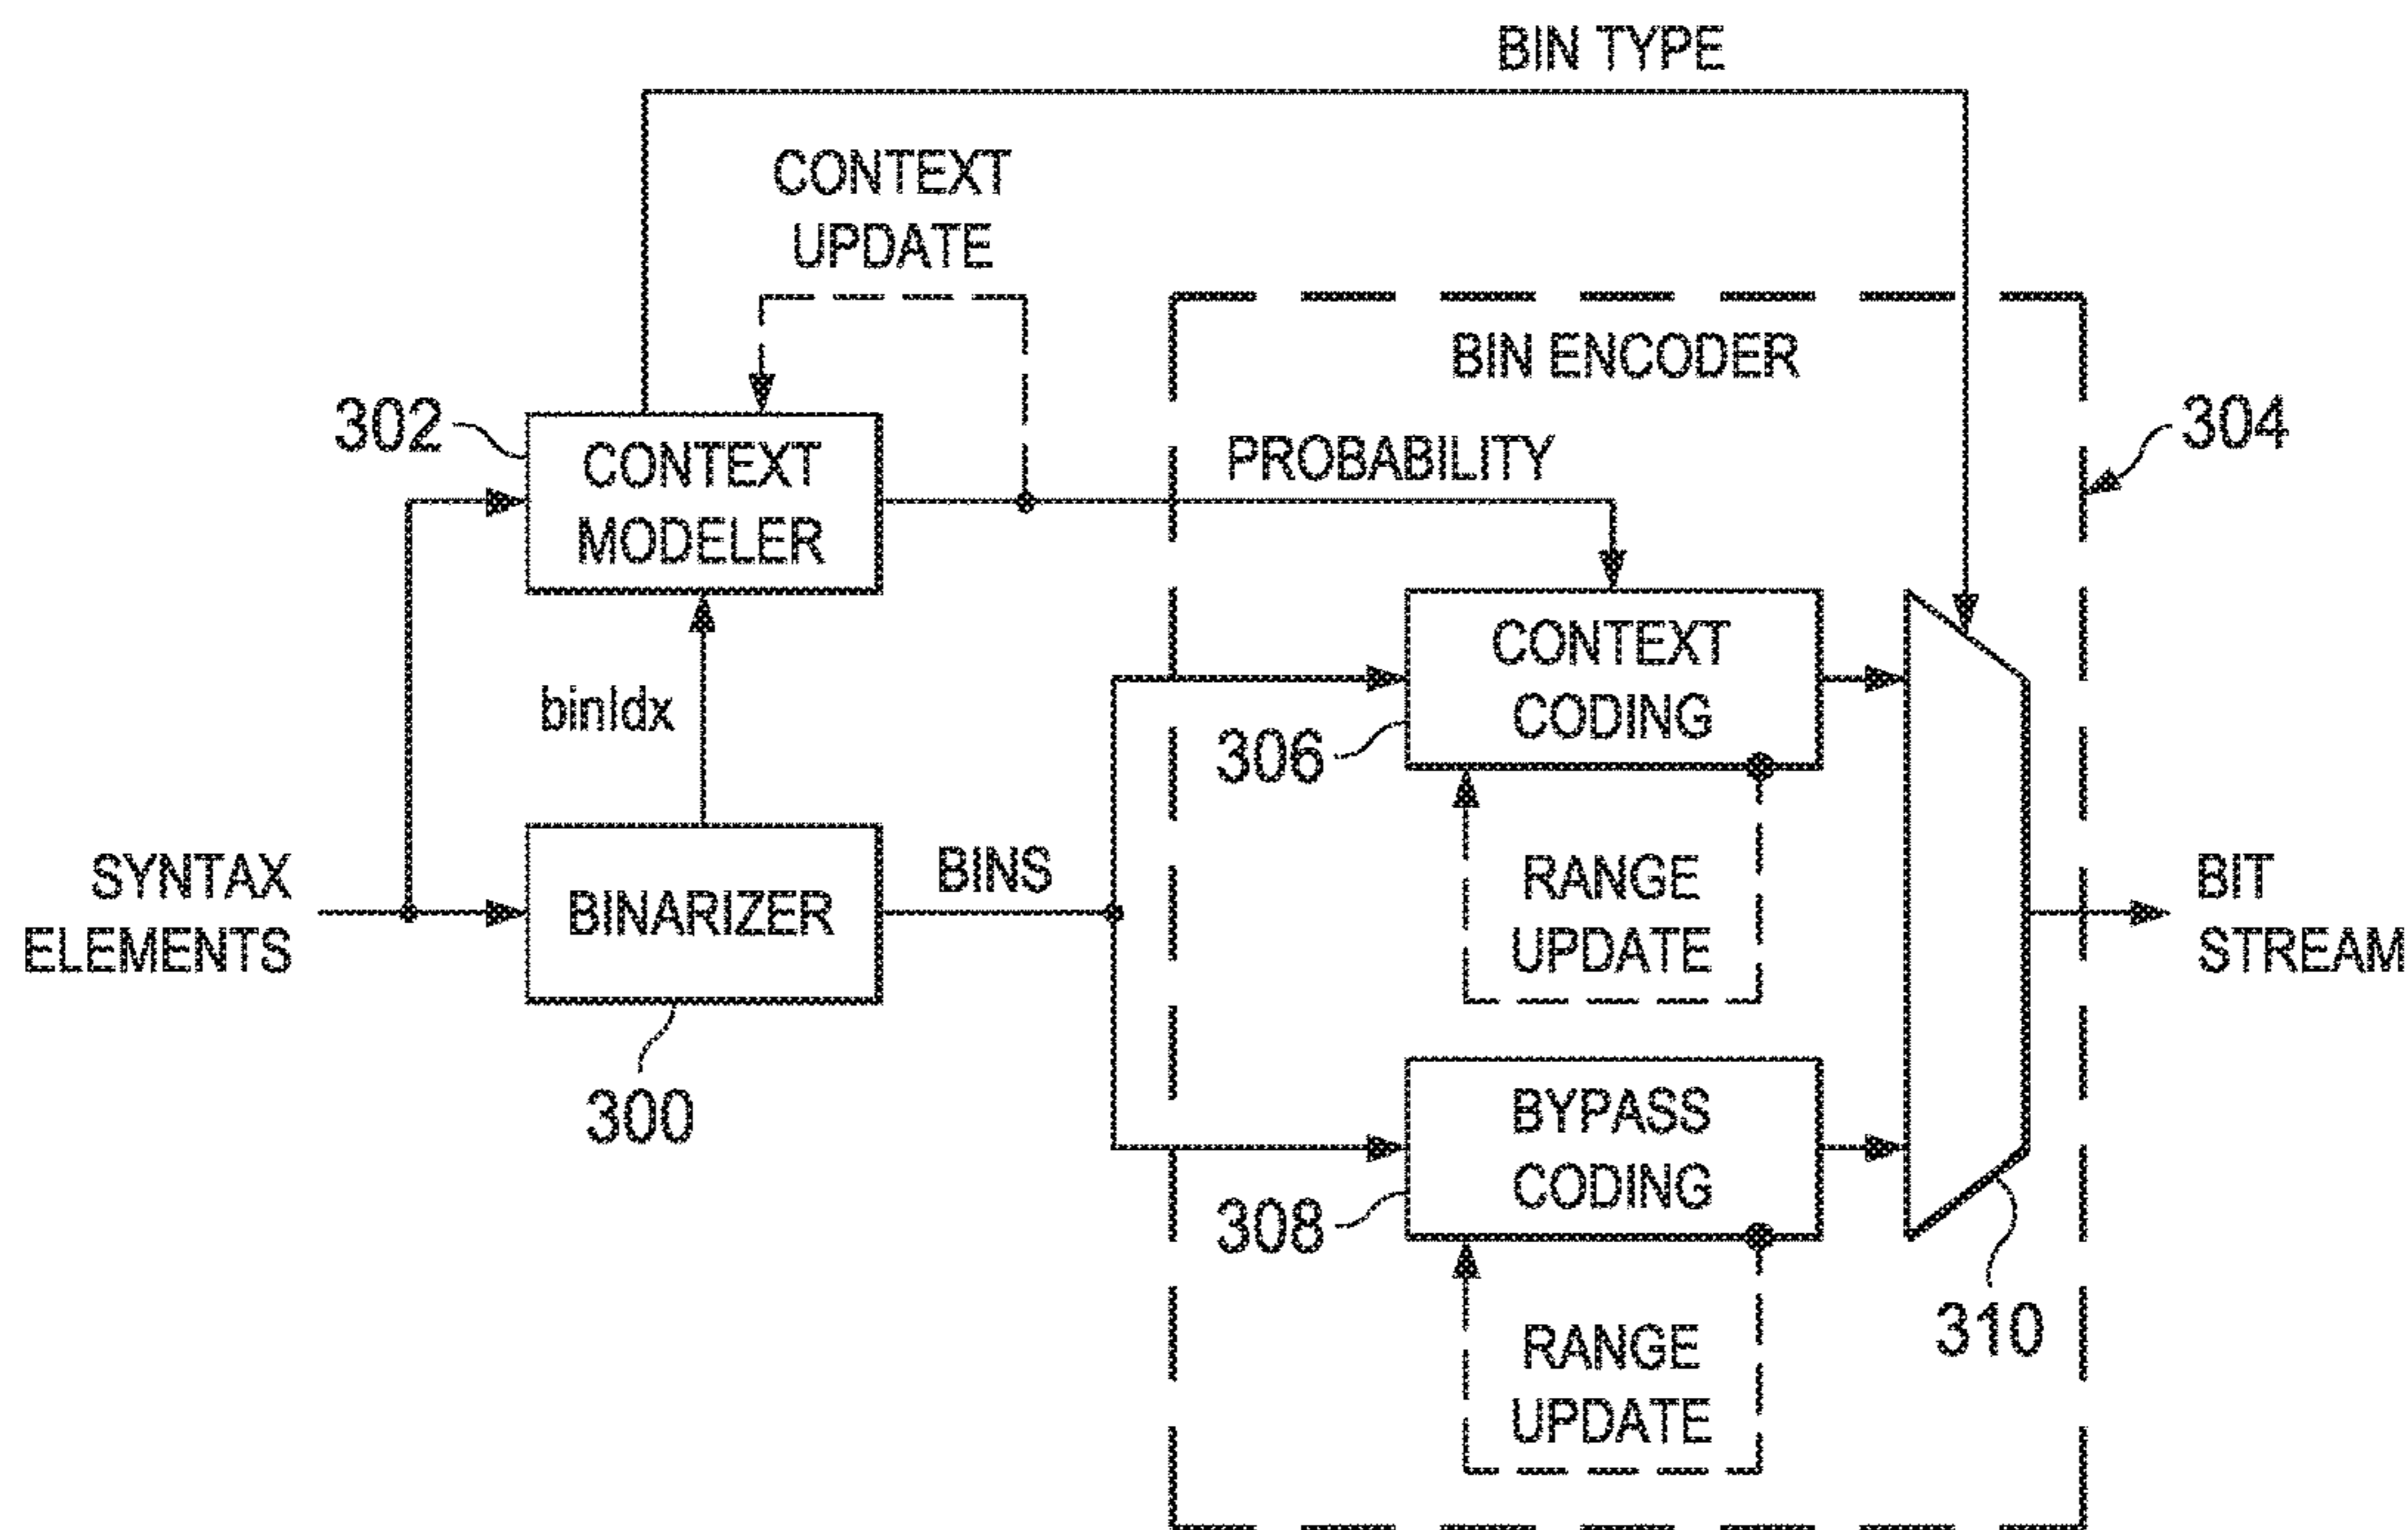 BIN TYPE
CONTEXT
UPDATE
BIN ENCODER
302
304
CONTEXT
MODELER
PROBABILITY
CONTEXT
CODING
binIdx
306
SYNTAX
ELEMENTS
BINARIZER
BINS
RANGE
UPDATE
BIT
STREAM
300
BYPASS
CODING
308
310
RANGE
UPDATE